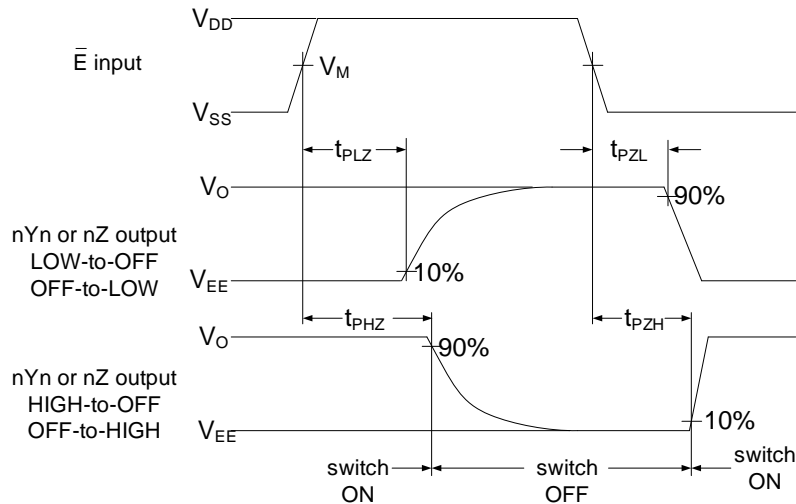 V_DD
Ē input
V_M
V_SS
t_PLZ
t_PZL
V_O
90%
nYn or nZ output
LOW-to-OFF
OFF-to-LOW
V_EE
10%
t_PHZ
t_PZH
V_O
90%
nYn or nZ output
HIGH-to-OFF
OFF-to-HIGH
V_EE
10%
switch
ON
switch
OFF
switch
ON